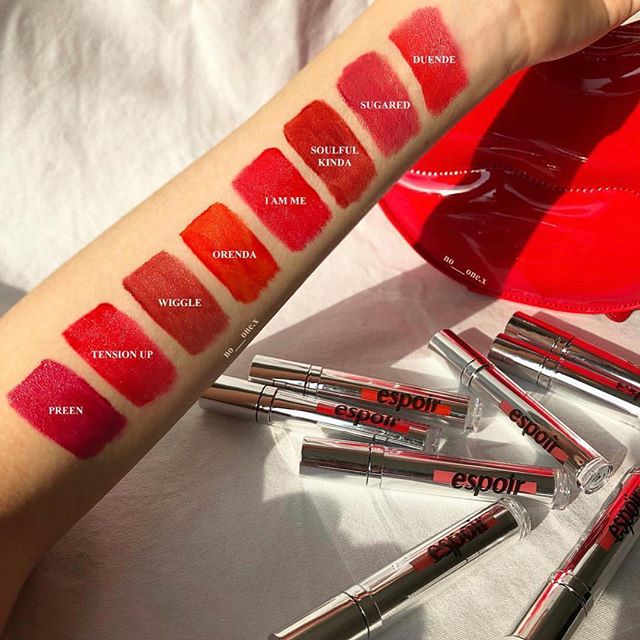 DUENDE
SUGARED
SOULFUL
KINDA
I AM ME
ORENDA
WIGGLE
TENSION UP
PREEN
no___one.x
no___one.x
espoir
espoir
espoir
espoir
espoir
espoir